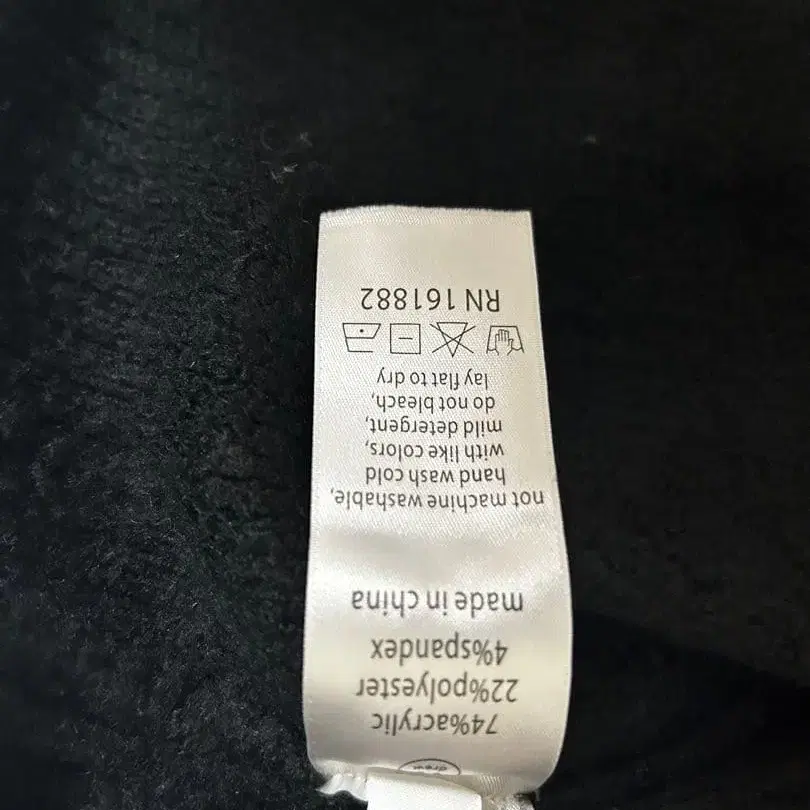 74%acrylic
22%polyester
4%spandex
made in china
not machine washable,
hand wash cold
with like colors,
mild detergent,
do not bleach,
lay flat to dry
RN 161882